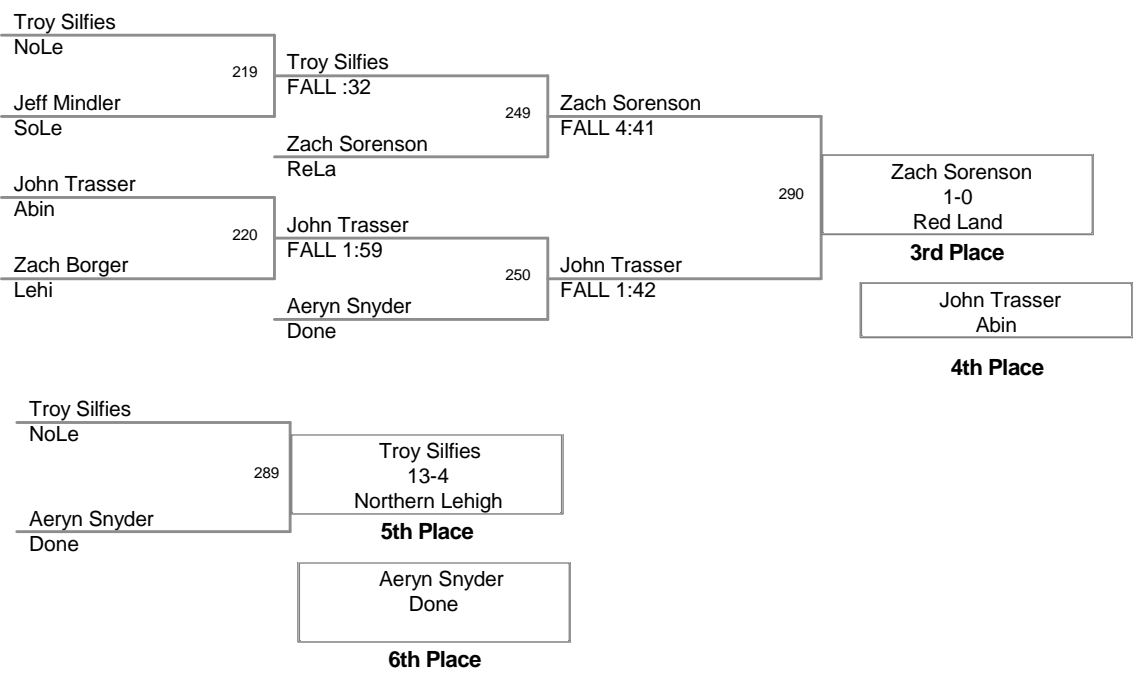 Troy Silfies
NoLe
219
Jeff Mindler
SoLe
Troy Silfies
FALL :32
249
Zach Sorenson
ReLa
Zach Sorenson
FALL 4:41
John Trasser
Abin
220
Zach Borger
Lehi
John Trasser
FALL 1:59
250
Aeryn Snyder
Done
John Trasser
FALL 1:42
290
Zach Sorenson
1-0
Red Land
3rd Place
John Trasser
Abin
4th Place
Troy Silfies
NoLe
289
Aeryn Snyder
Done
Troy Silfies
13-4
Northern Lehigh
5th Place
Aeryn Snyder
Done
6th Place